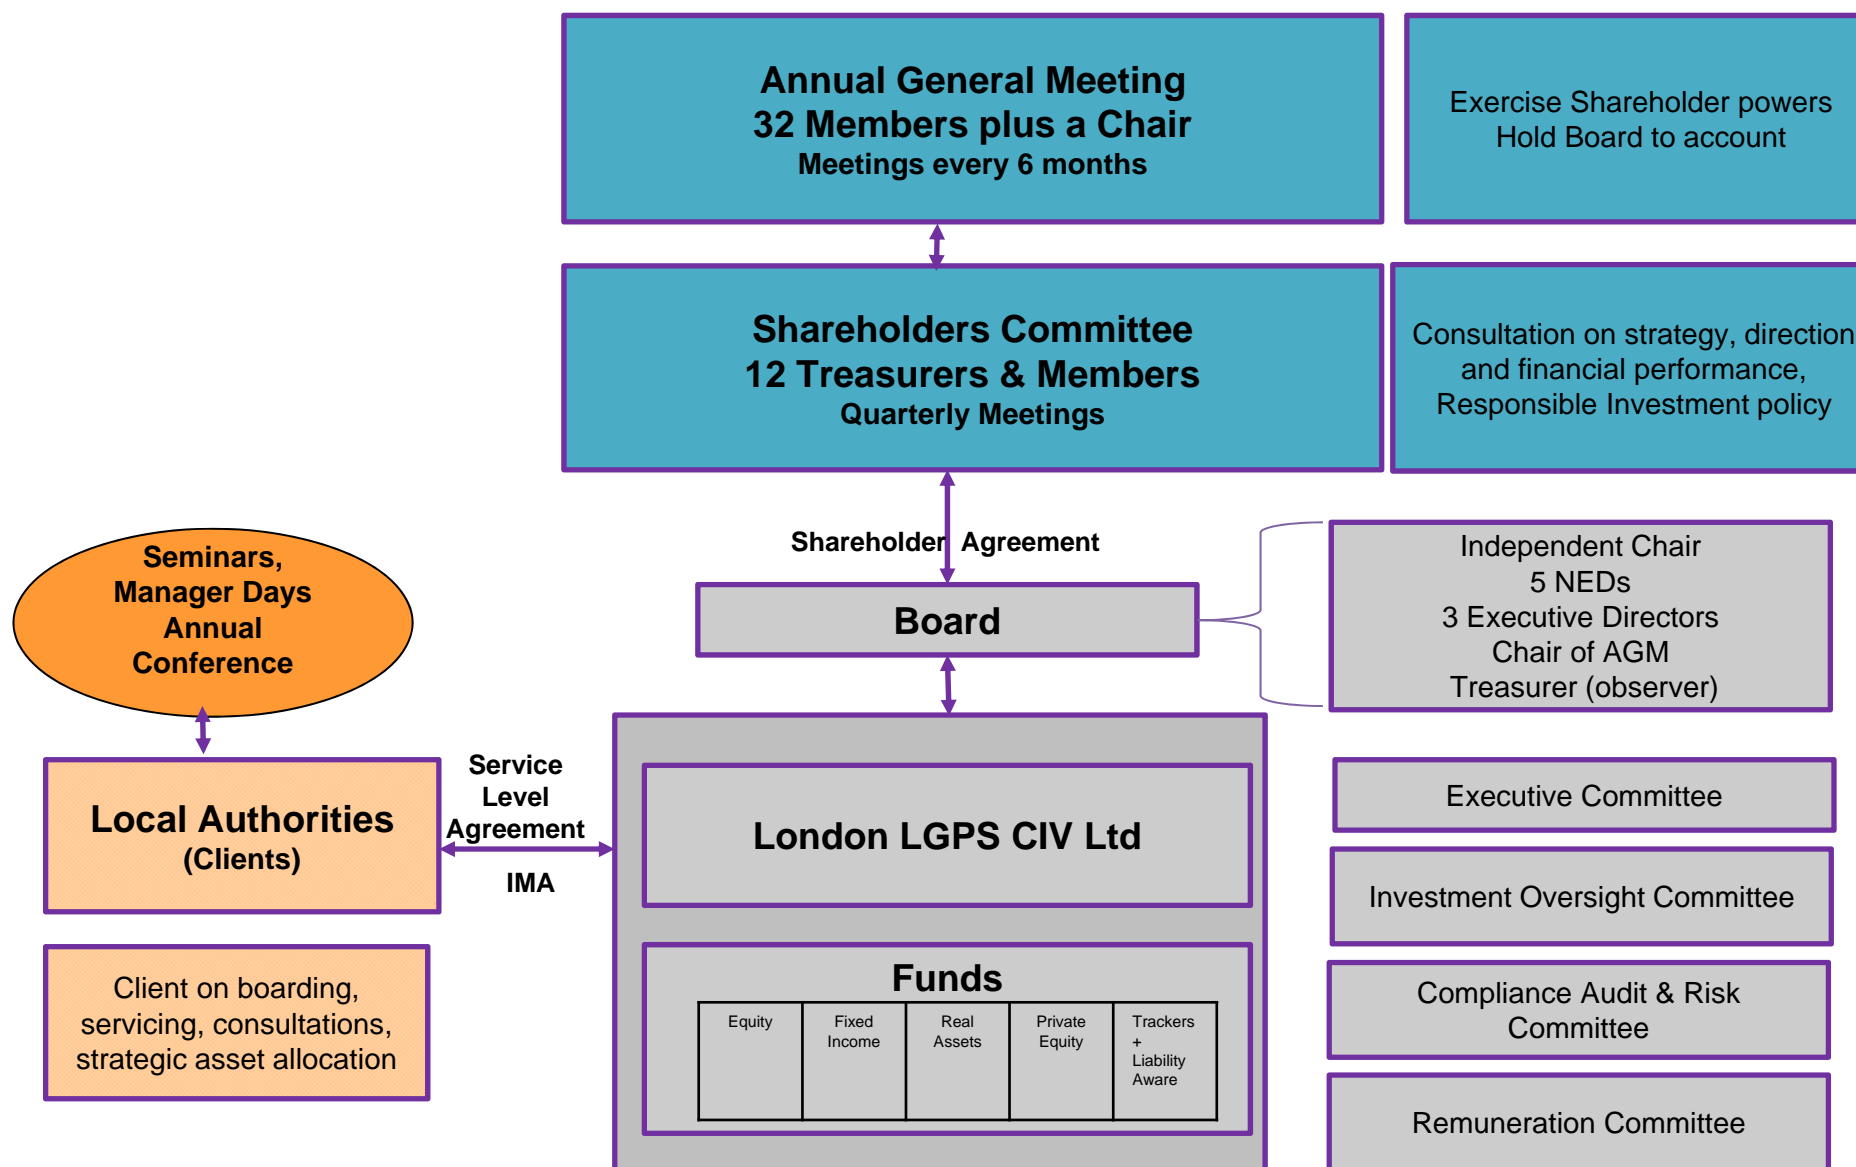 Annual General Meeting
32 Members plus a Chair
Meetings every 6 months
Exercise Shareholder powers
Hold Board to account
Shareholders Committee
12 Treasurers & Members
Quarterly Meetings
Consultation on strategy, direction
and financial performance,
Responsible Investment policy
Shareholder Agreement
Seminars,
Manager Days
Annual
Conference
Board
Independent Chair
5 NEDs
3 Executive Directors
Chair of AGM
Treasurer (observer)
Local Authorities
(Clients)
Service
Level
Agreement
IMA
London LGPS CIV Ltd
Executive Committee
Investment Oversight Committee
Client on boarding,
servicing, consultations,
strategic asset allocation
Funds
Equity
Fixed
Income
Real
Assets
Private
Equity
Trackers
+
Liability
Aware
Compliance Audit & Risk
Committee
Remuneration Committee